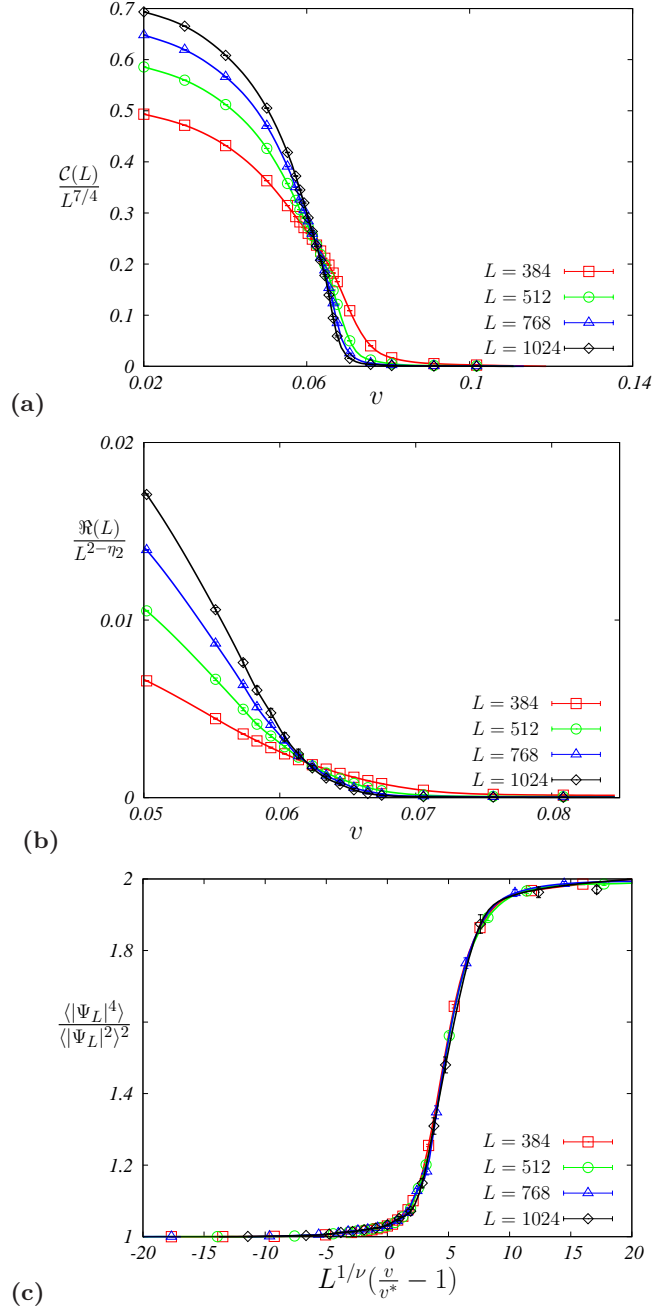 0.7
0.6
0.5
0.4
0.3
0.2
0.1
0
C(L)
L^{7/4}
L = 384
L = 512
L = 768
L = 1024
0.02 0.06 0.1 0.14
v
(a)
0.02
0.01
0
ℜ(L)
L^{2−η_2}
L = 384
L = 512
L = 768
L = 1024
0.05 0.06 0.07 0.08
v
(b)
2
1.8
1.6
1.4
1.2
1
⟨|Ψ_L|^4⟩
⟨|Ψ_L|^2⟩^2
L = 384
L = 512
L = 768
L = 1024
-20 -15 -10 -5 0 5 10 15 20
L^{1/ν}(v/v* − 1)
(c)